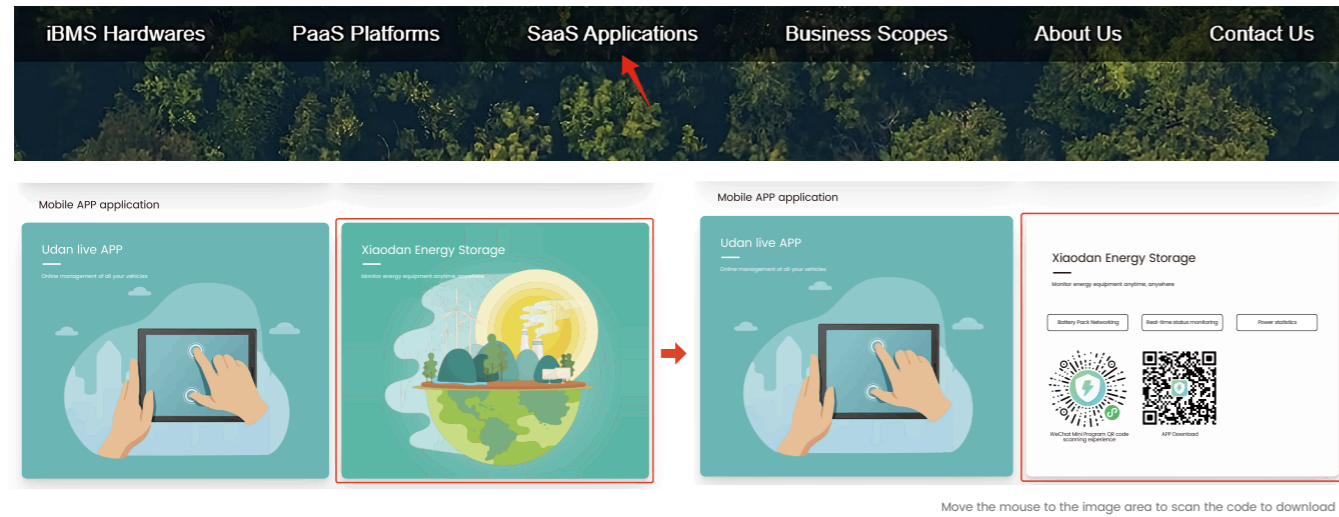 iBMS Hardwares PaaS Platforms SaaS Applications Business Scopes About Us Contact Us
Mobile APP application
Udan live APP
Online management of all your vehicles
Xiaodan Energy Storage
Monitor energy equipment anytime, anywhere
Mobile APP application
Udan live APP
Online management of all your vehicles
Xiaodan Energy Storage
Monitor energy equipment anytime, anywhere
Battery Pack Networking Real-time status monitoring Power statistics
WeChat Mini Program QR code
scanning experience
APP Download
Move the mouse to the image area to scan the code to download